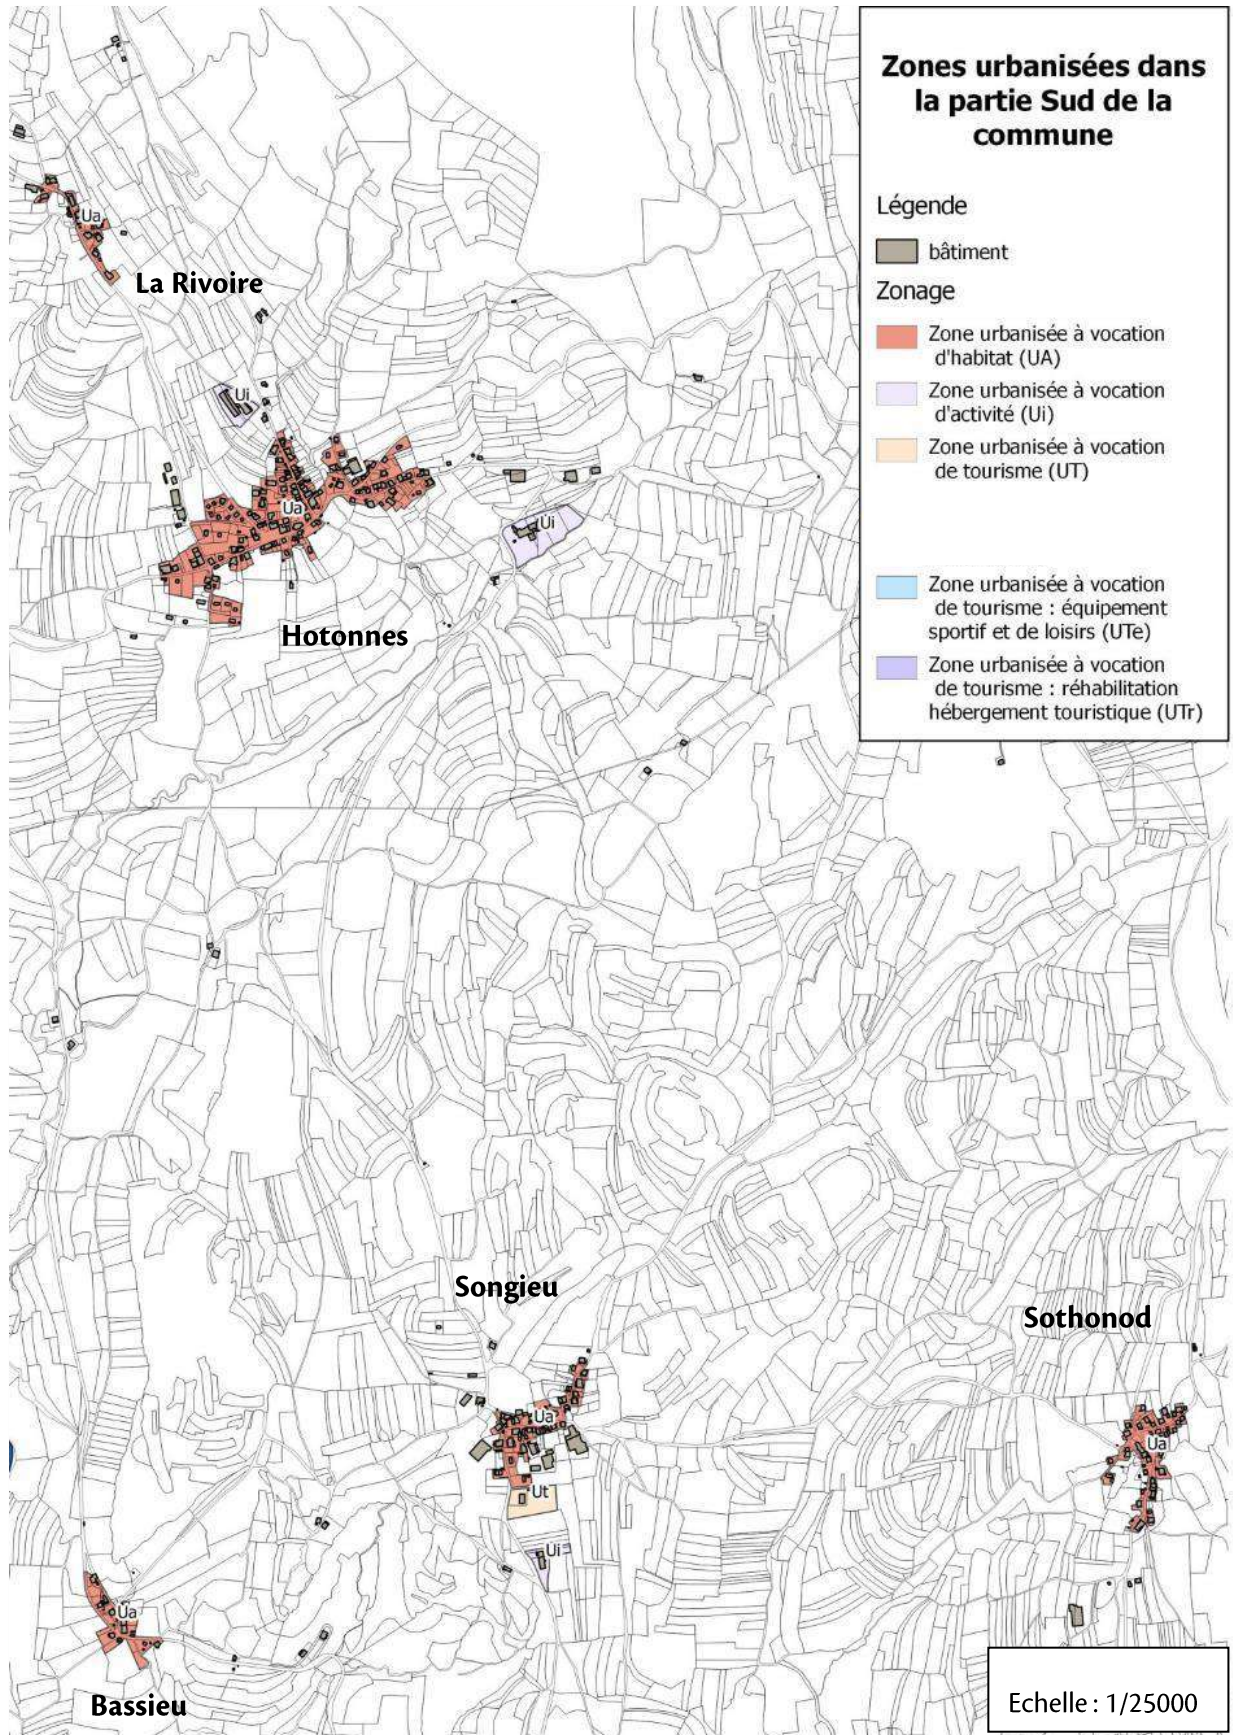 Zones urbanisées dans
la partie Sud de la
commune
Légende
bâtiment
Zonage
Zone urbanisée à vocation
d'habitat (UA)
Zone urbanisée à vocation
d'activité (Ui)
Zone urbanisée à vocation
de tourisme (UT)
Zone urbanisée à vocation
de tourisme : équipement
sportif et de loisirs (UTe)
Zone urbanisée à vocation
de tourisme : réhabilitation
hébergement touristique (UTr)
Ua
La Rivoire
Ui
Ua
Ui
Hotonnes
Songieu
Sothonod
Ua
Ua
Ut
Ui
Ua
Bassieu
Echelle : 1/25000